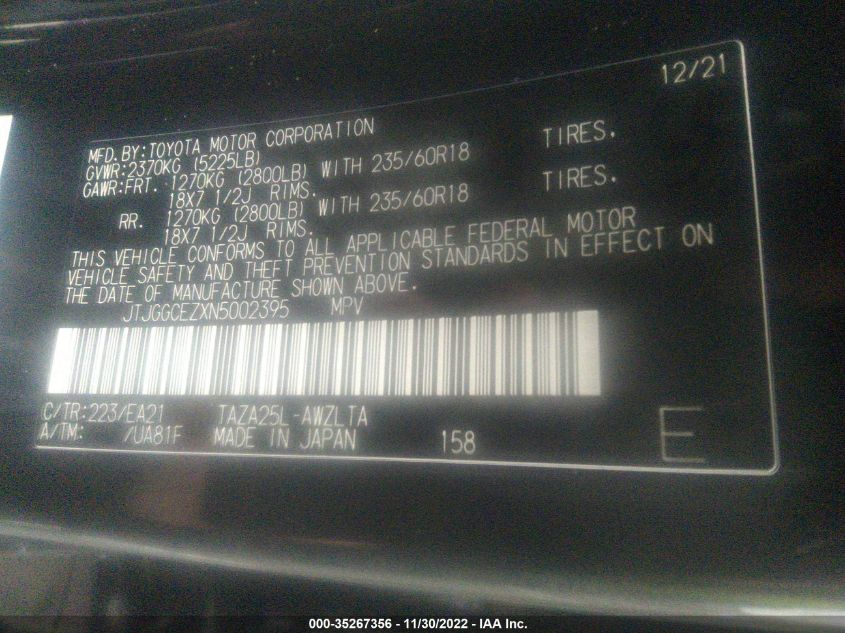 12/21
MFD.BY:TOYOTA MOTOR CORPORATION
GVWR:2370KG (5225LB)
GAWR:FRT. 1270KG (2800LB) WITH 235/60R18 TIRES.
18X7 1/2J RIMS.
RR. 1270KG (2800LB) WITH 235/60R18 TIRES.
18X7 1/2J RIMS.
THIS VEHICLE CONFORMS TO ALL APPLICABLE FEDERAL MOTOR
VEHICLE SAFETY AND THEFT PREVENTION STANDARDS IN EFFECT ON
THE DATE OF MANUFACTURE SHOWN ABOVE.
JTJGGCEZXN5002395 MPV
C/TR:223/EA21 TAZA25L-AWZLTA
A/TM: /UA81F MADE IN JAPAN 158 E
000-35267356 - 11/30/2022 - IAA Inc.